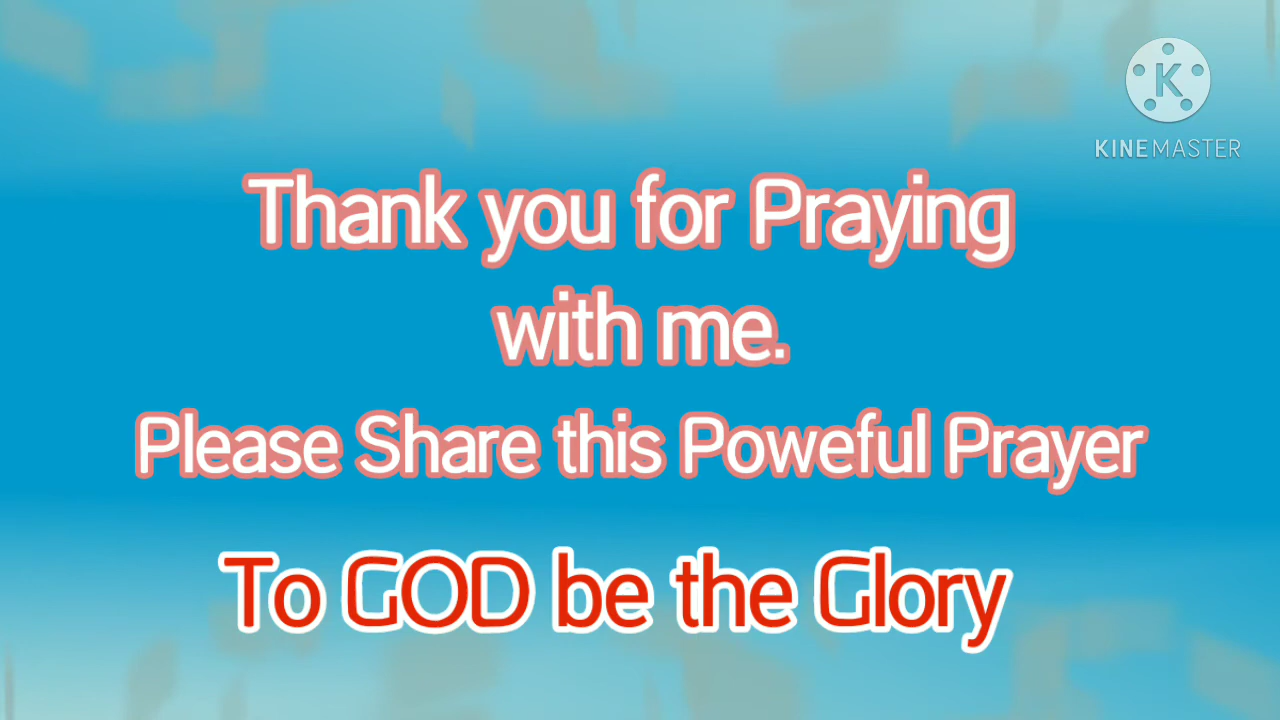 K
KINEMASTER
Thank you for Praying
with me.
Please Share this Poweful Prayer
To GOD be the Glory